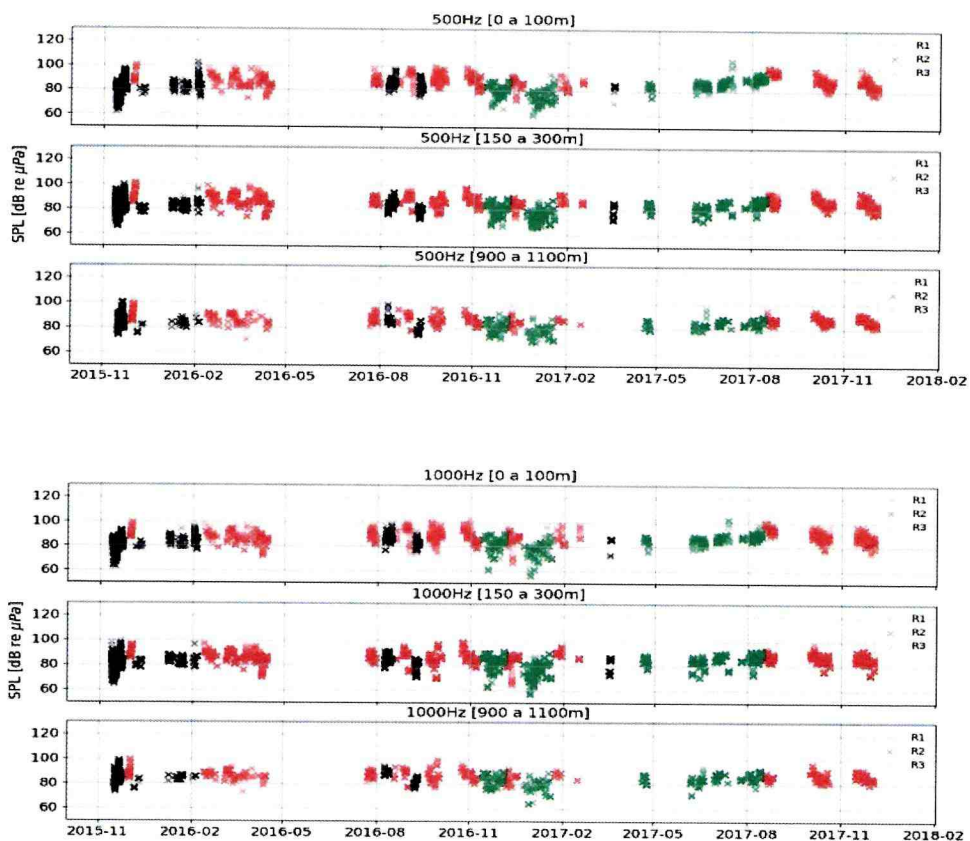 500Hz [0 a 100m]
120
100
80
60
R1
R2
R3
500Hz [150 a 300m]
SPL [dB re µPa]
120
100
80
60
R1
R2
R3
500Hz [900 a 1100m]
120
100
80
60
R1
R2
R3
2015-11 2016-02 2016-05 2016-08 2016-11 2017-02 2017-05 2017-08 2017-11 2018-02
1000Hz [0 a 100m]
120
100
80
60
R1
R2
R3
1000Hz [150 a 300m]
SPL [dB re µPa]
120
100
80
60
R1
R2
R3
1000Hz [900 a 1100m]
120
100
80
60
R1
R2
R3
2015-11 2016-02 2016-05 2016-08 2016-11 2017-02 2017-05 2017-08 2017-11 2018-02